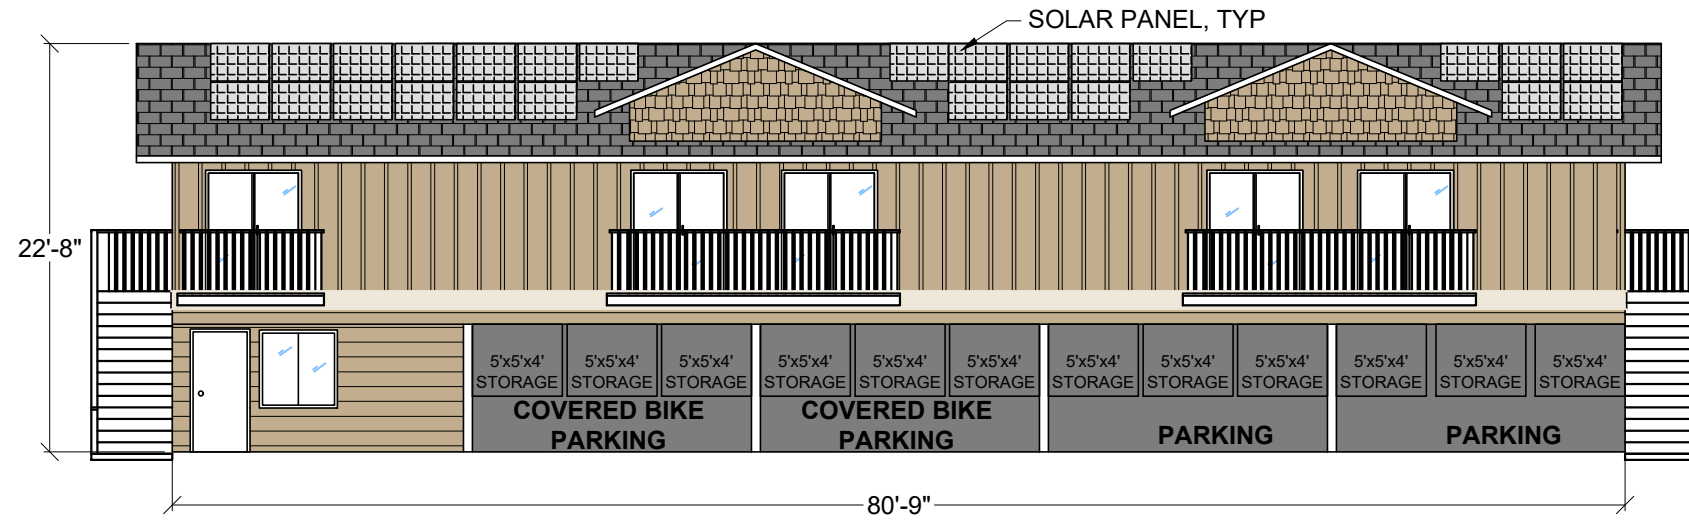 SOLAR PANEL, TYP
22'-8"
5'x5'x4' 5'x5'x4' 5'x5'x4' 5'x5'x4' 5'x5'x4' 5'x5'x4' 5'x5'x4' 5'x5'x4' 5'x5'x4' 5'x5'x4' 5'x5'x4' 5'x5'x4'
STORAGE STORAGE STORAGE STORAGE STORAGE STORAGE STORAGE STORAGE STORAGE STORAGE STORAGE STORAGE
COVERED BIKE COVERED BIKE
PARKING PARKING PARKING PARKING
80'-9"